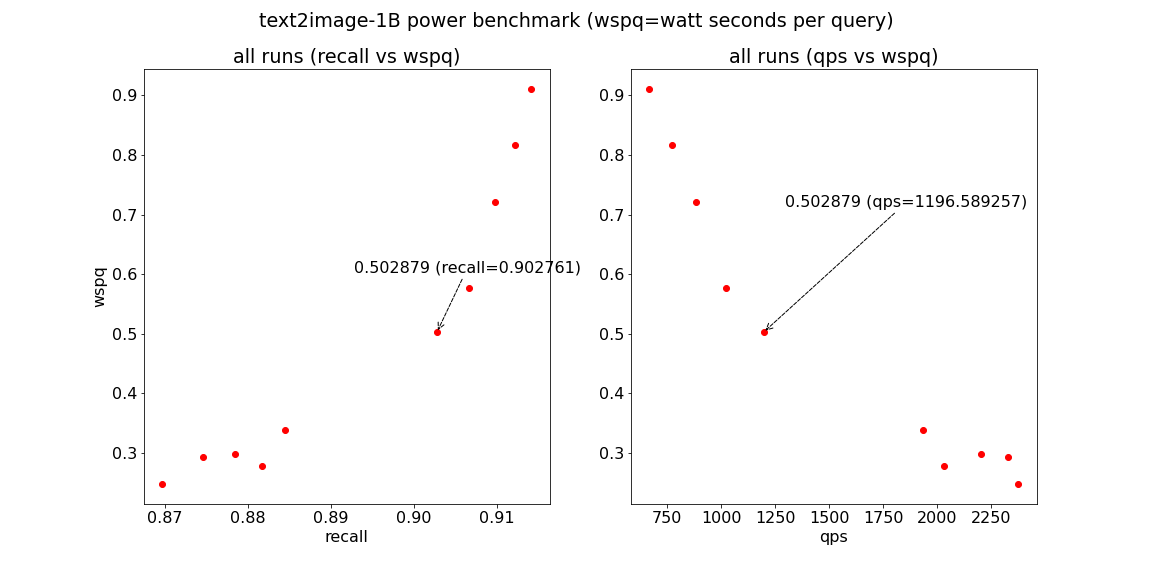 text2image-1B power benchmark (wspq=watt seconds per query)
all runs (recall vs wspq)
0.9
0.8
0.7
0.6
0.5
0.4
0.3
wspq
0.502879 (recall=0.902761)
0.87 0.88 0.89 0.90 0.91
recall
all runs (qps vs wspq)
0.9
0.8
0.7
0.6
0.5
0.4
0.3
0.502879 (qps=1196.589257)
750 1000 1250 1500 1750 2000 2250
qps